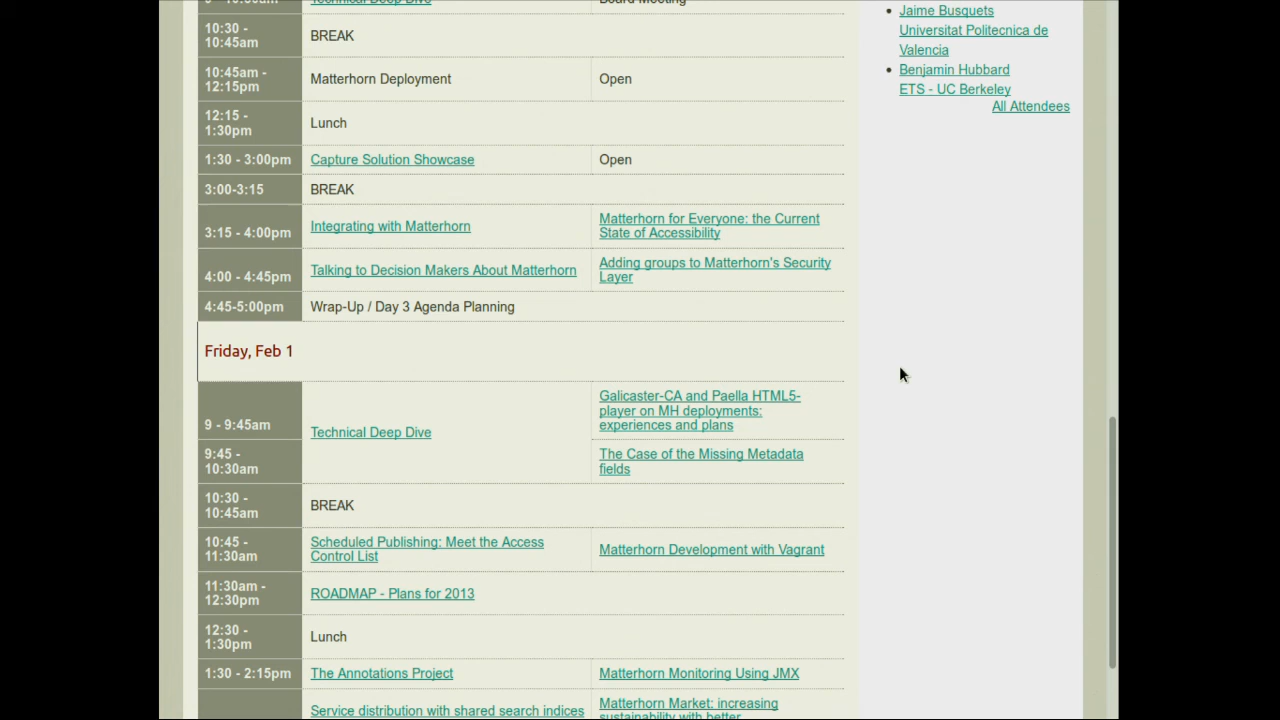 Technical Deep Dive
Board Meeting
10:30 -
10:45am
BREAK
10:45am -
12:15pm
Matterhorn Deployment
Open
12:15 -
1:30pm
Lunch
1:30 - 3:00pm
Capture Solution Showcase
Open
3:00-3:15
BREAK
3:15 - 4:00pm
Integrating with Matterhorn
Matterhorn for Everyone: the Current
State of Accessibility
4:00 - 4:45pm
Talking to Decision Makers About Matterhorn
Adding groups to Matterhorn's Security
Layer
4:45-5:00pm
Wrap-Up / Day 3 Agenda Planning
Friday, Feb 1
9 - 9:45am
Technical Deep Dive
Galicaster-CA and Paella HTML5-
player on MH deployments:
experiences and plans
9:45 -
10:30am
The Case of the Missing Metadata
fields
10:30 -
10:45am
BREAK
10:45 -
11:30am
Scheduled Publishing: Meet the Access
Control List
Matterhorn Development with Vagrant
11:30am -
12:30pm
ROADMAP - Plans for 2013
12:30 -
1:30pm
Lunch
1:30 - 2:15pm
The Annotations Project
Matterhorn Monitoring Using JMX
Service distribution with shared search indices
Matterhorn Market: increasing
sustainability with better
Jaime Busquets
Universitat Politecnica de
Valencia
Benjamin Hubbard
ETS - UC Berkeley
All Attendees